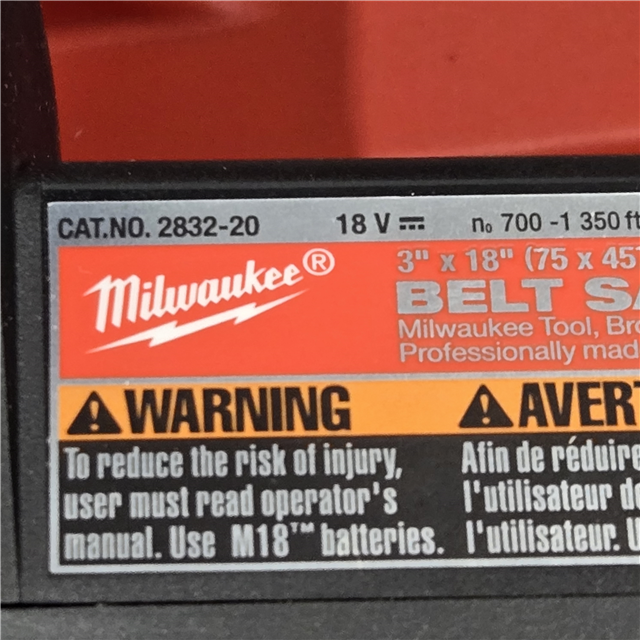 CAT.NO. 2832-20 18 V ⎓ n₀ 700 -1 350 ft
Milwaukee®
3" x 18" (75 x 457
BELT SA
Milwaukee Tool, Bro
Professionally mad
WARNING
To reduce the risk of injury,
user must read operator's
manual. Use M18™ batteries.
AVERT
Afin de réduire
l'utilisateur de
l'utilisateur. U